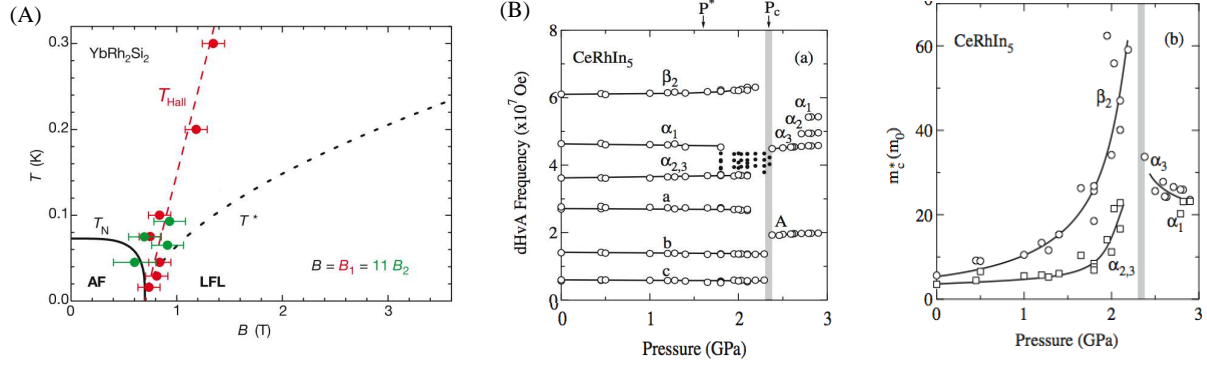 (A)
YbRh2Si2
T_Hall
T_N
T*
AF
LFL
B = B1 = 11 B2
T (K)
0.3
0.2
0.1
0.0
0
1
2
3
B (T)
(B)
P*
Pc
(a)
CeRhIn5
β2
α1
α2,3
a
b
c
α1
α2
α3
A
dHvA Frequency (x10^7 Oe)
8
6
4
2
0
0
1
2
3
Pressure (GPa)
CeRhIn5
(b)
β2
α2,3
α3
α1
m*c (m0)
60
40
20
0
0
1
2
3
Pressure (GPa)